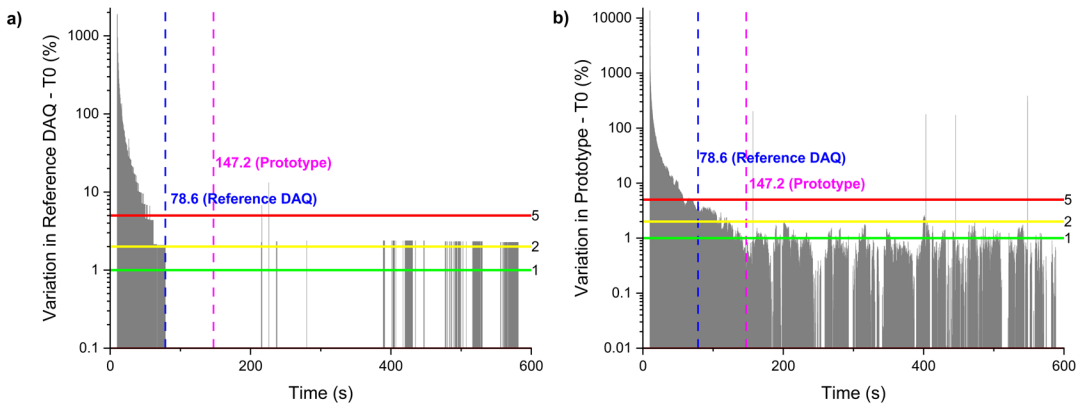 a)
Variation in Reference DAQ - T0 (%)
1000
100
10
1
0.1
147.2 (Prototype)
78.6 (Reference DAQ)
5
2
1
0
200
400
600
Time (s)
b)
Variation in Prototype - T0 (%)
10000
1000
100
10
1
0.1
0.01
78.6 (Reference DAQ)
147.2 (Prototype)
5
2
1
0
200
400
600
Time (s)